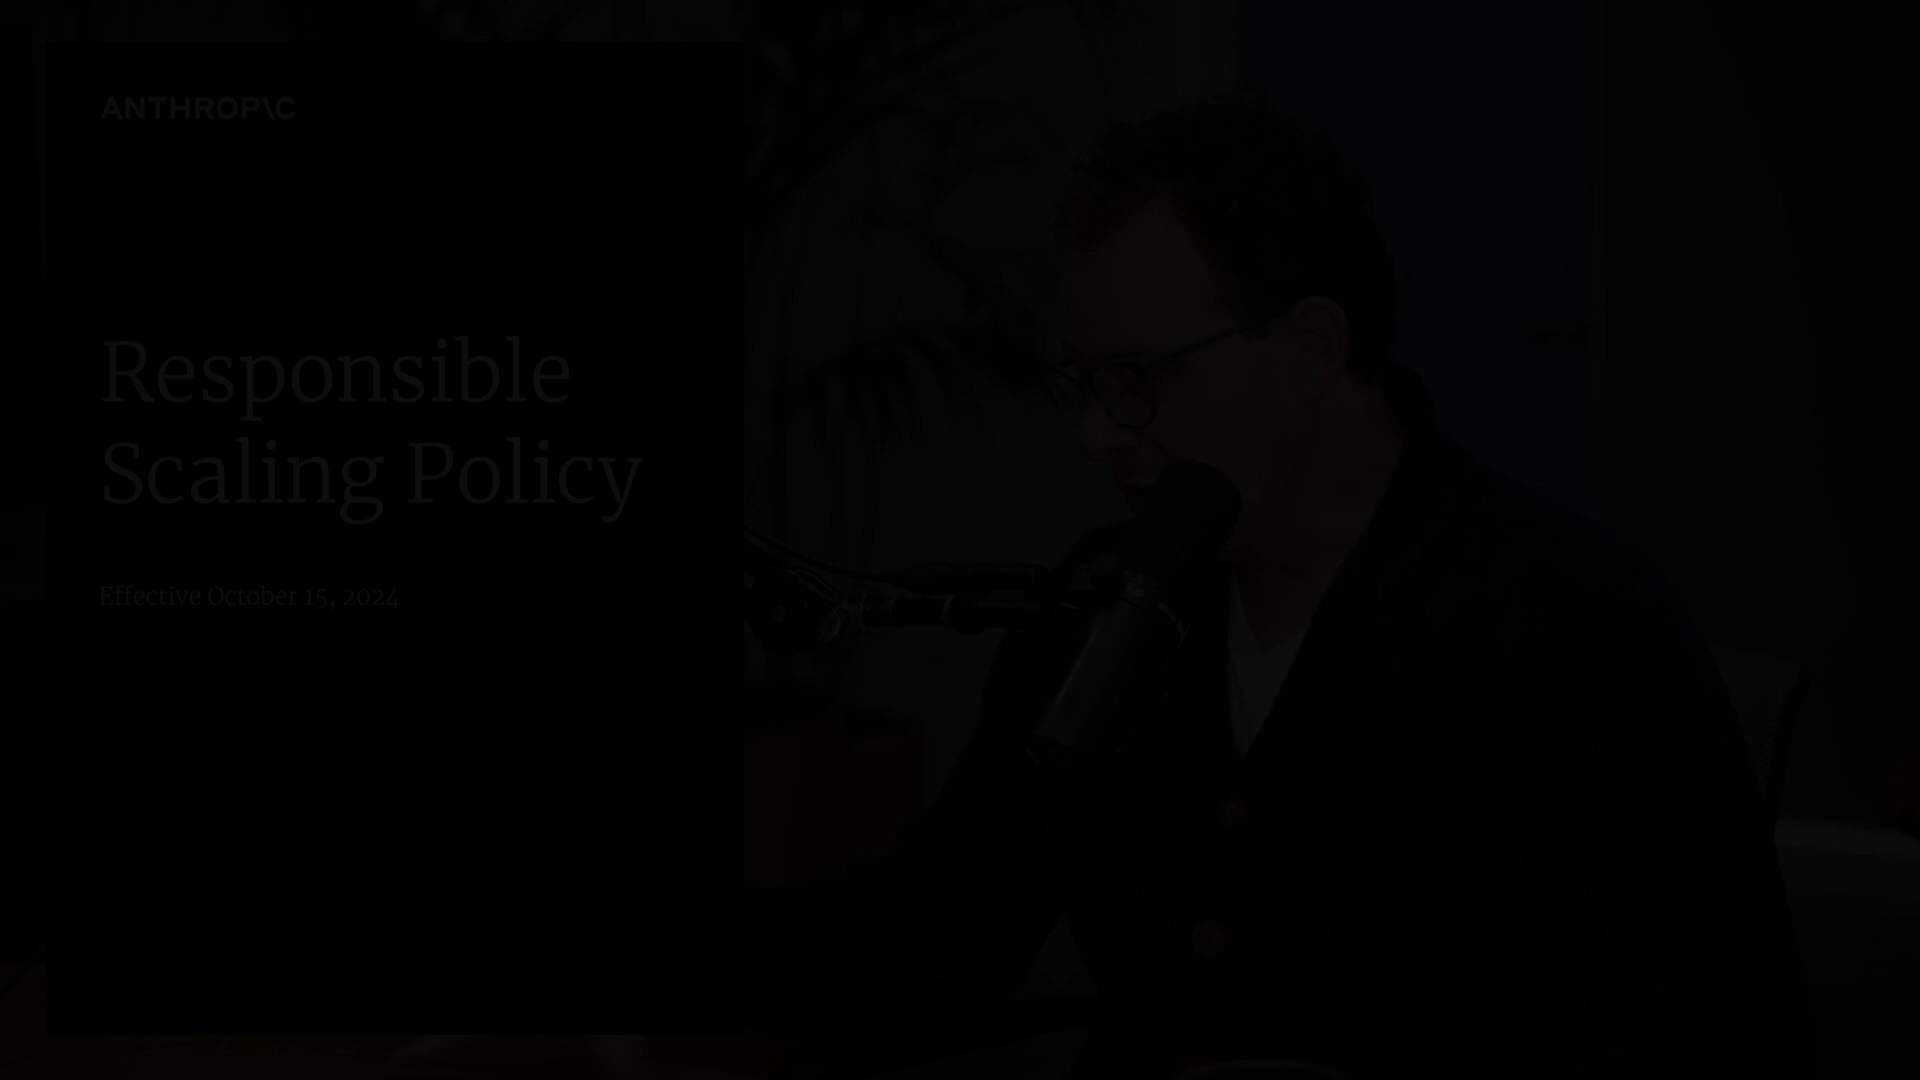 ANTHROP\C
Responsible
Scaling Policy
Effective October 15, 2024